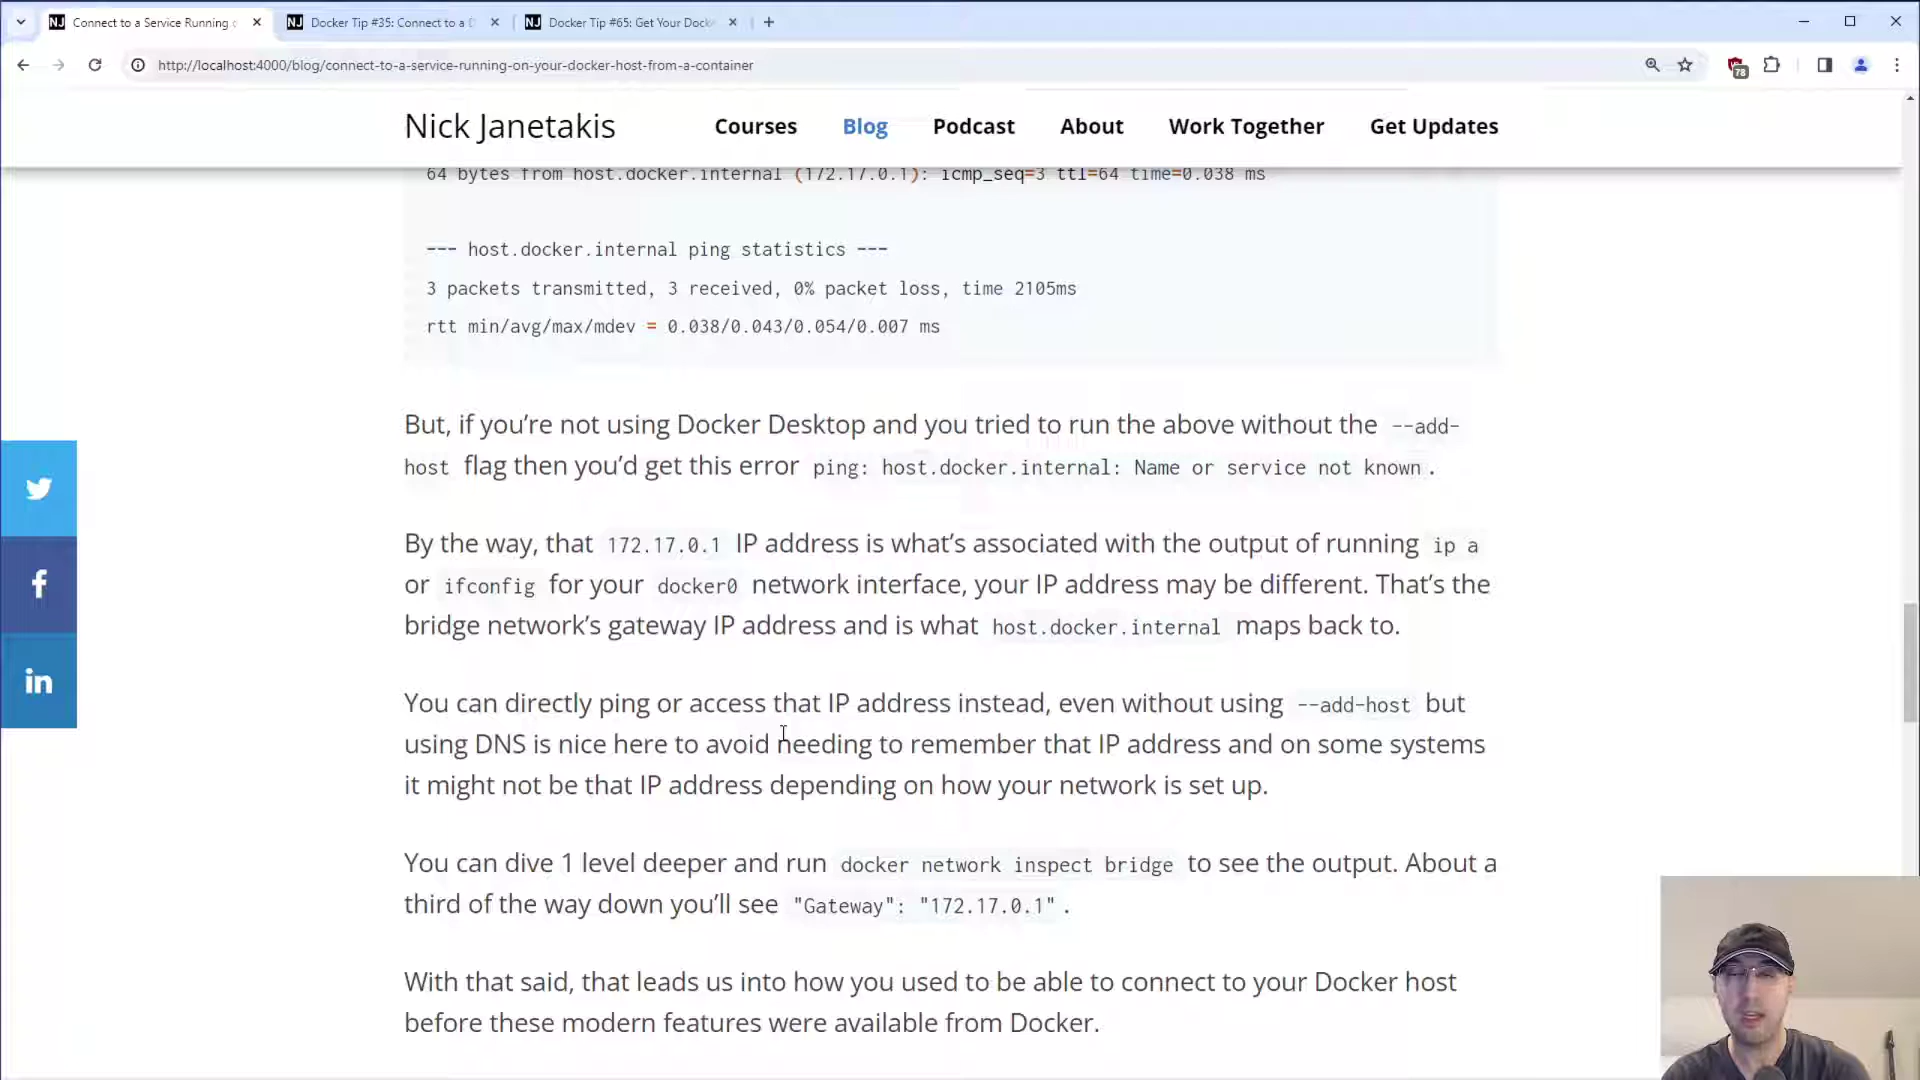 NJ Connect to a Service Running
NJ Docker Tip #35: Connect to a D
NJ Docker Tip #65: Get Your Dock
http://localhost:4000/blog/connect-to-a-service-running-on-your-docker-host-from-a-container
78
Nick Janetakis
Courses
Blog
Podcast
About
Work Together
Get Updates
64 bytes from host.docker.internal (172.17.0.1): icmp_seq=3 ttl=64 time=0.038 ms
--- host.docker.internal ping statistics ---
3 packets transmitted, 3 received, 0% packet loss, time 2105ms
rtt min/avg/max/mdev = 0.038/0.043/0.054/0.007 ms
But, if you’re not using Docker Desktop and you tried to run the above without the --add-
host flag then you’d get this error ping: host.docker.internal: Name or service not known.
By the way, that 172.17.0.1 IP address is what’s associated with the output of running ip a
or ifconfig for your docker0 network interface, your IP address may be different. That’s the
bridge network’s gateway IP address and is what host.docker.internal maps back to.
You can directly ping or access that IP address instead, even without using --add-host but
using DNS is nice here to avoid needing to remember that IP address and on some systems
it might not be that IP address depending on how your network is set up.
You can dive 1 level deeper and run docker network inspect bridge to see the output. About a
third of the way down you’ll see "Gateway": "172.17.0.1".
With that said, that leads us into how you used to be able to connect to your Docker host
before these modern features were available from Docker.